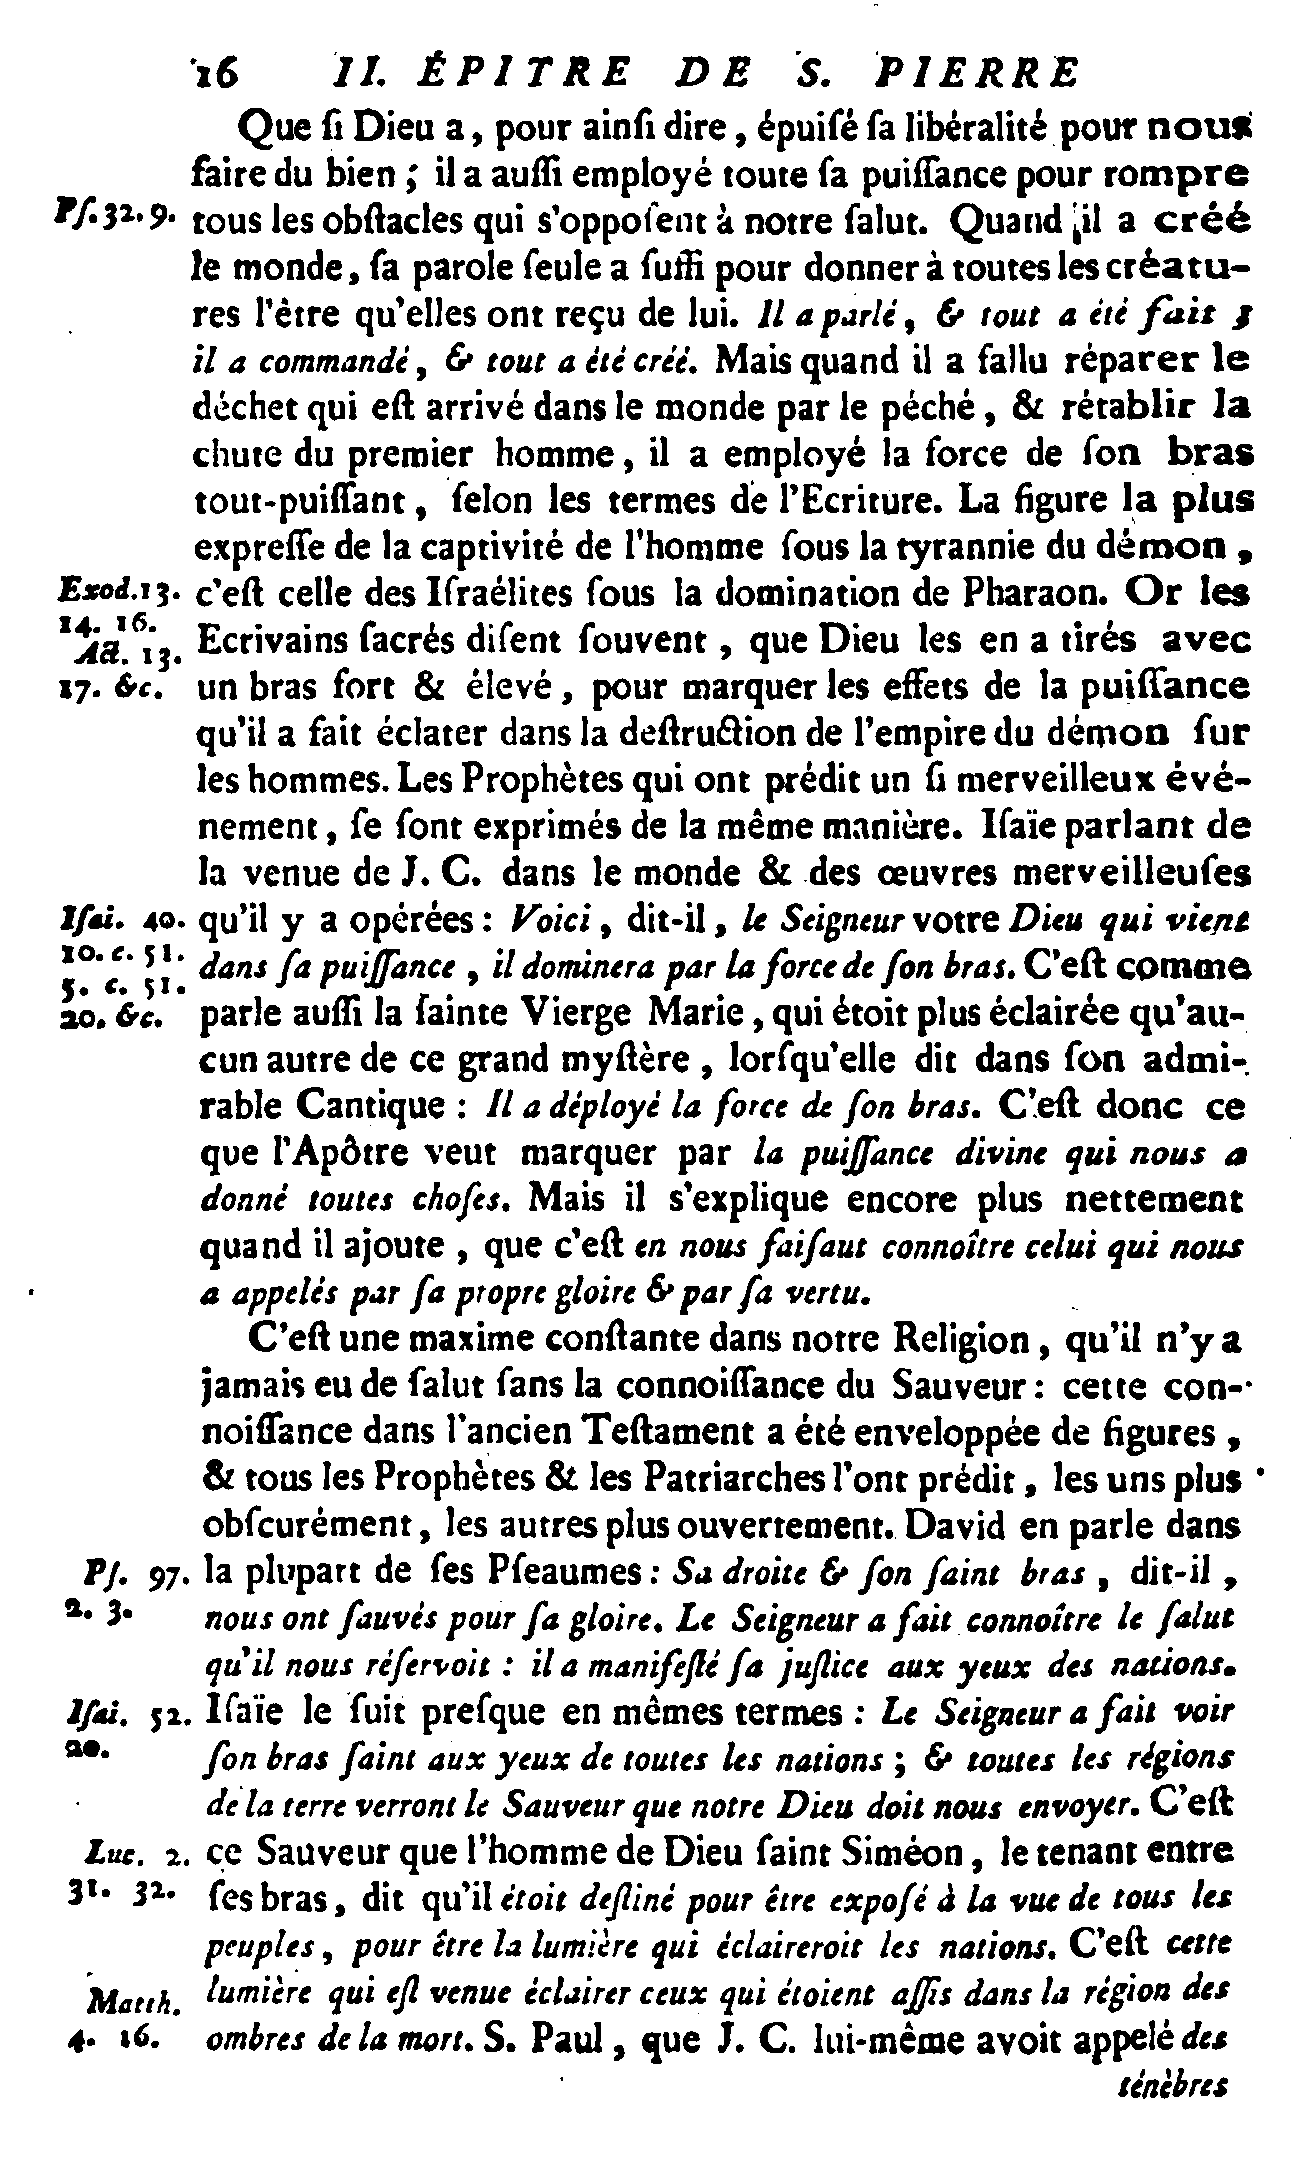 16 II. ÉPITRE DE S. PIERRE
Que ſi Dieu a, pour ainſi dire, épuiſé ſa libéralité pour nous
faire du bien; il a auſſi employé toute ſa puiſſance pour rompre
Pſ. 32. 9. tous les obſtacles qui s'oppoſent à notre ſalut. Quand il a créé
le monde, ſa parole ſeule a ſuffi pour donner à toutes les créatu-
res l'être qu'elles ont reçu de lui. Il a parlé, & tout a été fait;
il a commandé, & tout a été créé. Mais quand il a fallu réparer le
déchet qui eſt arrivé dans le monde par le péché, & rétablir la
chute du premier homme, il a employé la force de ſon bras
tout-puiſſant, ſelon les termes de l'Ecriture. La figure la plus
expreſſe de la captivité de l'homme ſous la tyrannie du démon,
Exod. 13. c'eſt celle des Iſraélites ſous la domination de Pharaon. Or les
14. 16.
Act. 13. Ecrivains ſacrés diſent ſouvent, que Dieu les en a tirés avec
17. &c. un bras fort & élevé, pour marquer les effets de la puiſſance
qu'il a fait éclater dans la deſtruction de l'empire du démon ſur
les hommes. Les Prophètes qui ont prédit un ſi merveilleux évé-
nement, ſe ſont exprimés de la même manière. Iſaïe parlant de
la venue de J. C. dans le monde & des œuvres merveilleuſes
Iſai. 40. qu'il y a opérées: Voici, dit-il, le Seigneur votre Dieu qui vient
10. c. 51. dans ſa puiſſance, il dominera par la force de ſon bras. C'eſt comme
5. c. 51.
20. &c. parle auſſi la ſainte Vierge Marie, qui étoit plus éclairée qu'au-
cun autre de ce grand myſtère, lorſqu'elle dit dans ſon admi-
rable Cantique: Il a déployé la force de ſon bras. C'eſt donc ce
que l'Apôtre veut marquer par la puiſſance divine qui nous a
donné toutes choſes. Mais il s'explique encore plus nettement
quand il ajoute, que c'eſt en nous faiſaut connoître celui qui nous
a appelés par ſa propre gloire & par ſa vertu.
C'eſt une maxime conſtante dans notre Religion, qu'il n'y a
jamais eu de ſalut ſans la connoiſſance du Sauveur: cette con-
noiſſance dans l'ancien Teſtament a été enveloppée de figures,
& tous les Prophètes & les Patriarches l'ont prédit, les uns plus
obſcurément, les autres plus ouvertement. David en parle dans
Pſ. 97. la plupart de ſes Pſeaumes: Sa droite & ſon ſaint bras, dit-il,
2. 3. nous ont ſauvés pour ſa gloire. Le Seigneur a fait connoître le ſalut
qu'il nous réſervoit: il a manifeſté ſa juſtice aux yeux des nations.
Iſai. 52. Iſaïe le ſuit preſque en mêmes termes: Le Seigneur a fait voir
20. ſon bras ſaint aux yeux de toutes les nations; & toutes les régions
de la terre verront le Sauveur que notre Dieu doit nous envoyer. C'eſt
Luc. 2. ce Sauveur que l'homme de Dieu ſaint Siméon, le tenant entre
31. 32. ſes bras, dit qu'il étoit deſtiné pour être expoſé à la vue de tous les
peuples, pour être la lumière qui éclaireroit les nations. C'eſt cette
Matth. lumière qui eſt venue éclairer ceux qui étoient aſſis dans la région des
4. 16. ombres de la mort. S. Paul, que J. C. lui-même avoit appelé des
ténèbres